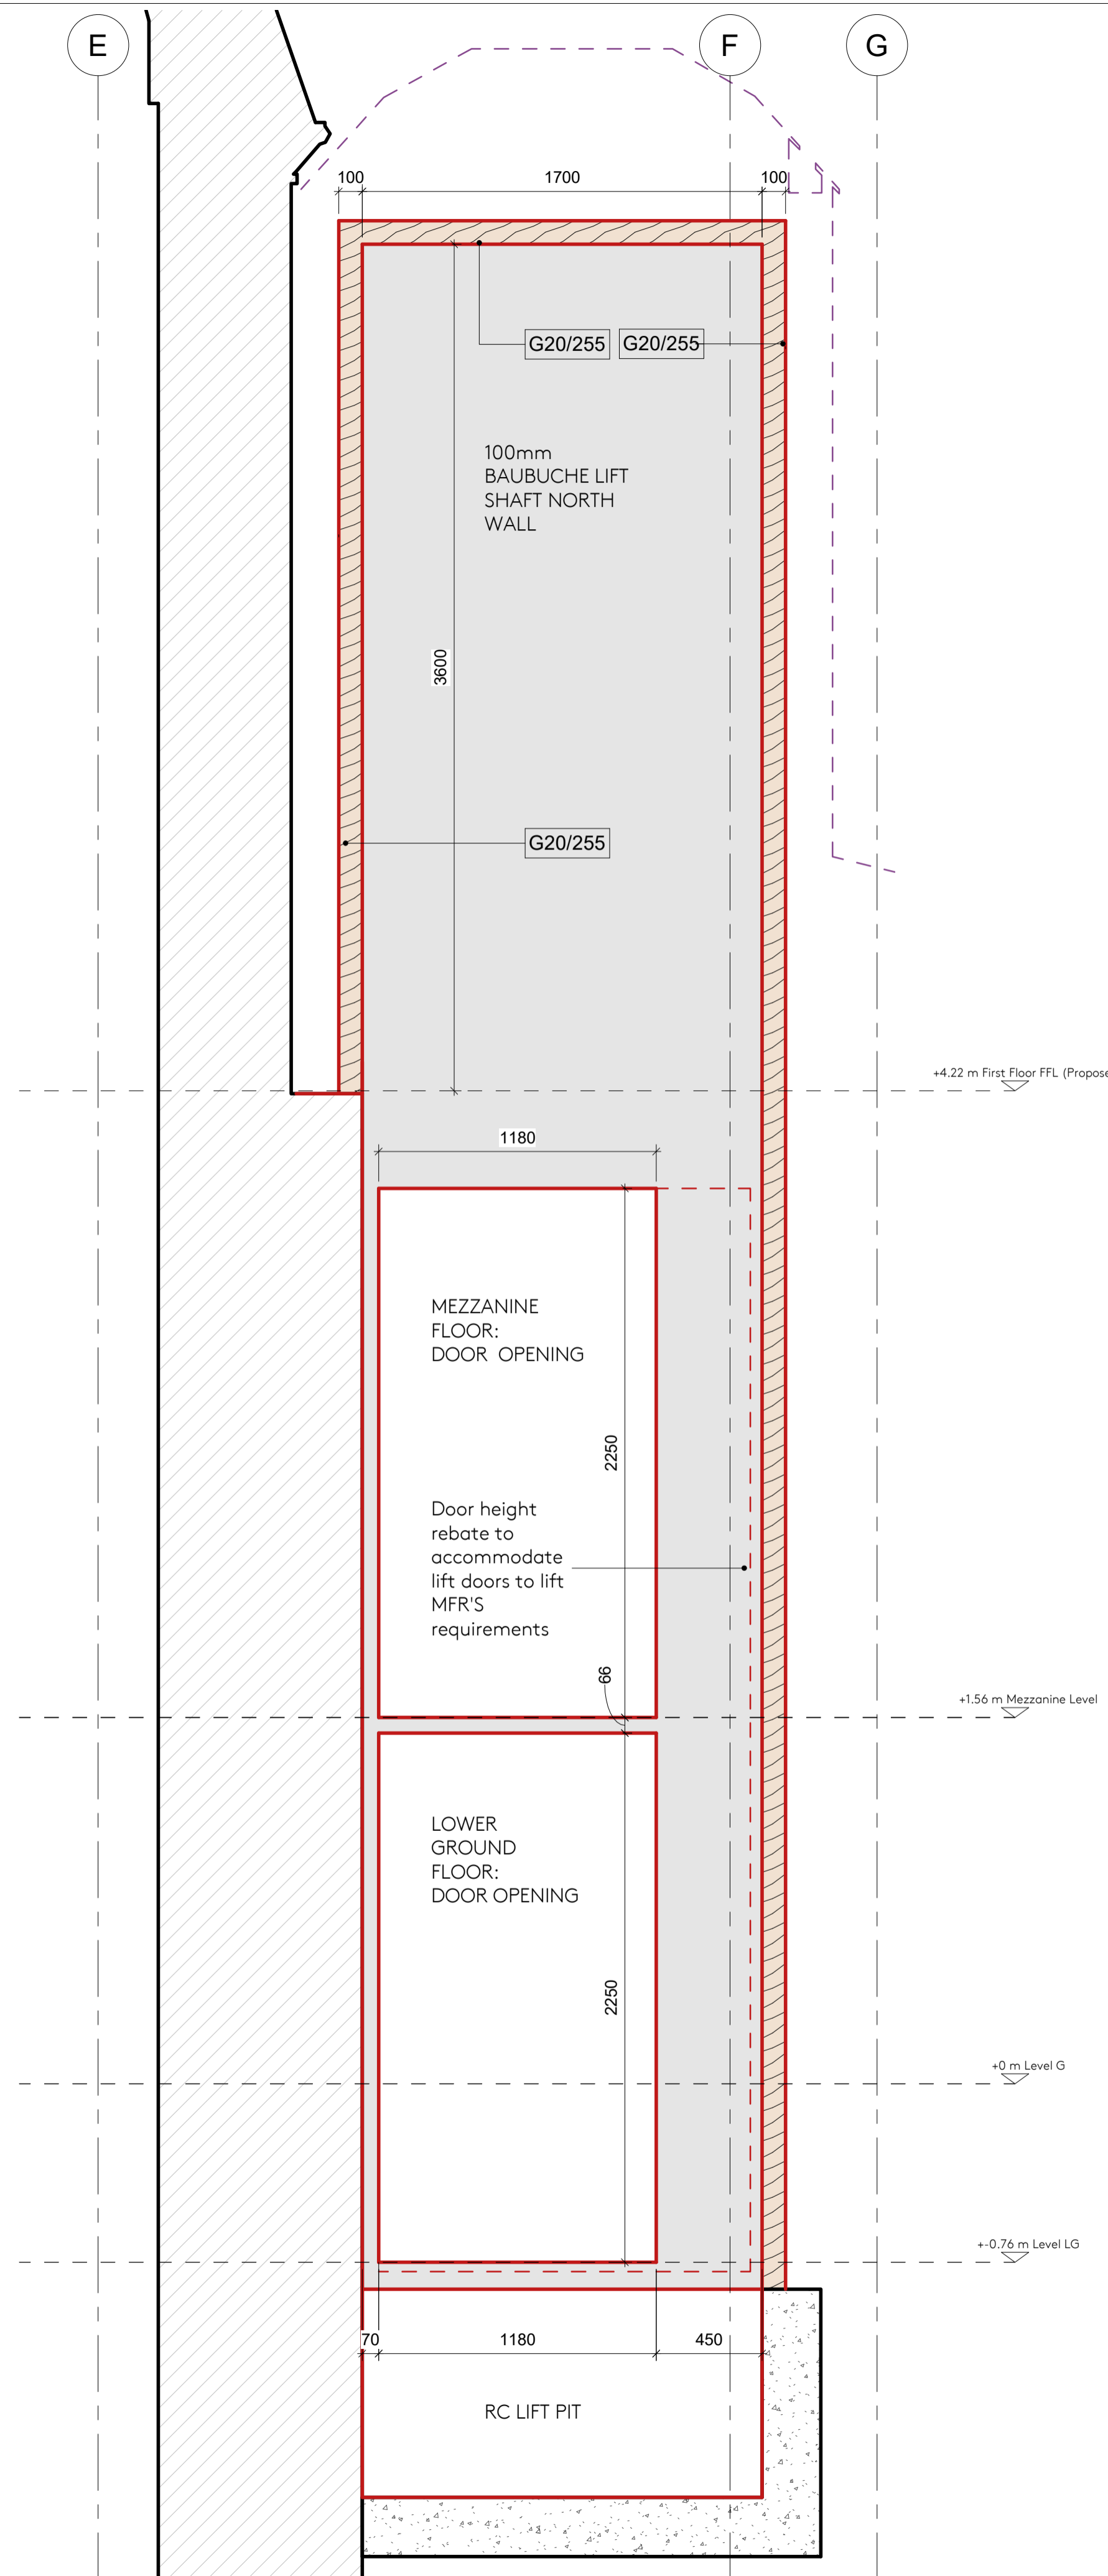 E
F
G
100
1700
100
G20/255
G20/255
100mm
BAUBUCHE LIFT
SHAFT NORTH
WALL
3600
G20/255
+4.22 m First Floor FFL (Propose
1180
MEZZANINE
FLOOR:
DOOR OPENING
2250
Door height
rebate to
accommodate
lift doors to lift
MFR'S
requirements
66
+1.56 m Mezzanine Level
LOWER
GROUND
FLOOR:
DOOR OPENING
2250
+0 m Level G
+-0.76 m Level LG
70
1180
450
RC LIFT PIT